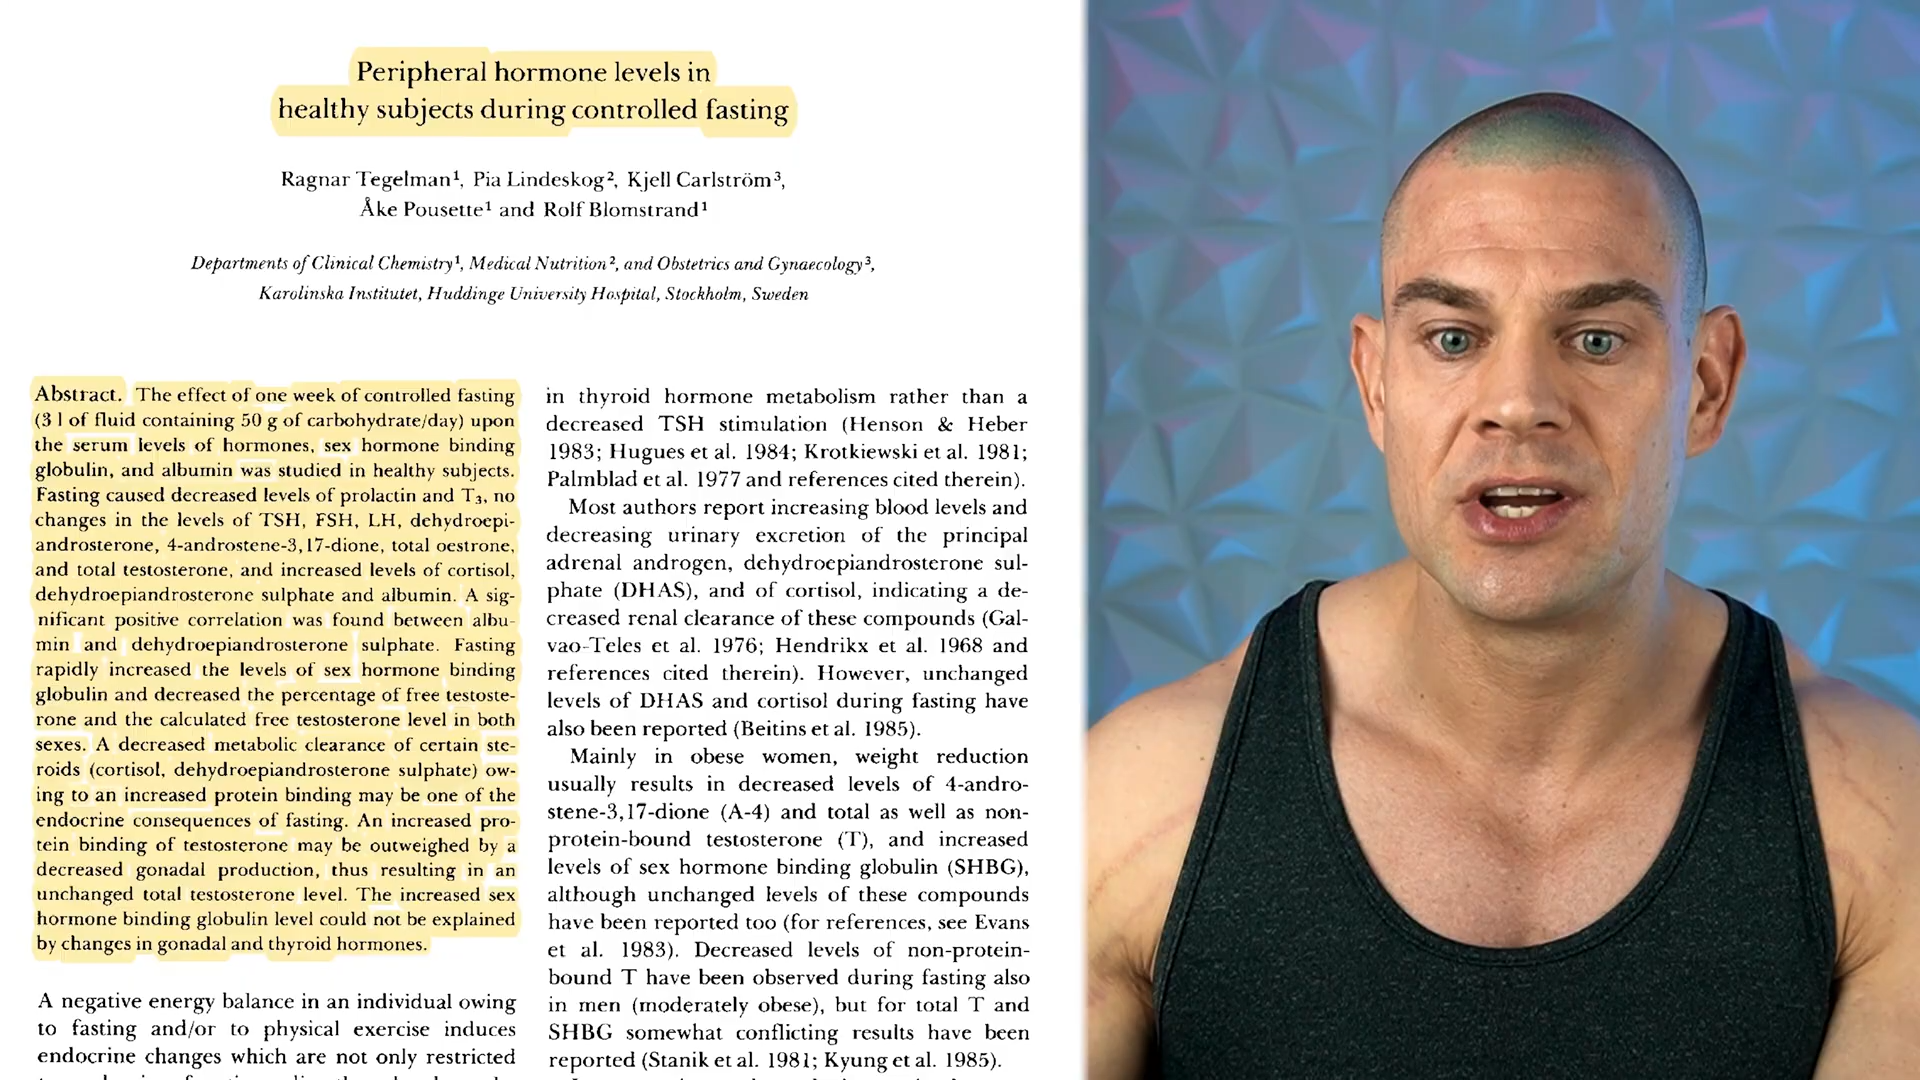 Peripheral hormone levels in
healthy subjects during controlled fasting
Ragnar Tegelman¹, Pia Lindeskog², Kjell Carlström³,
Åke Pousette¹ and Rolf Blomstrand¹
Departments of Clinical Chemistry¹, Medical Nutrition², and Obstetrics and Gynaecology³,
Karolinska Institutet, Huddinge University Hospital, Stockholm, Sweden
Abstract. The effect of one week of controlled fasting
(3 l of fluid containing 50 g of carbohydrate/day) upon
the serum levels of hormones, sex hormone binding
globulin, and albumin was studied in healthy subjects.
Fasting caused decreased levels of prolactin and T₃, no
changes in the levels of TSH, FSH, LH, dehydroepi-
androsterone, 4-androstene-3,17-dione, total oestrone,
and total testosterone, and increased levels of cortisol,
dehydroepiandrosterone sulphate and albumin. A sig-
nificant positive correlation was found between albu-
min and dehydroepiandrosterone sulphate. Fasting
rapidly increased the levels of sex hormone binding
globulin and decreased the percentage of free testoste-
rone and the calculated free testosterone level in both
sexes. A decreased metabolic clearance of certain ste-
roids (cortisol, dehydroepiandrosterone sulphate) ow-
ing to an increased protein binding may be one of the
endocrine consequences of fasting. An increased pro-
tein binding of testosterone may be outweighed by a
decreased gonadal production, thus resulting in an
unchanged total testosterone level. The increased sex
hormone binding globulin level could not be explained
by changes in gonadal and thyroid hormones.
A negative energy balance in an individual owing
to fasting and/or to physical exercise induces
endocrine changes which are not only restricted
in thyroid hormone metabolism rather than a
decreased TSH stimulation (Henson & Heber
1983; Hugues et al. 1984; Krotkiewski et al. 1981;
Palmblad et al. 1977 and references cited therein).
Most authors report increasing blood levels and
decreasing urinary excretion of the principal
adrenal androgen, dehydroepiandrosterone sul-
phate (DHAS), and of cortisol, indicating a de-
creased renal clearance of these compounds (Gal-
vao-Teles et al. 1976; Hendrikx et al. 1968 and
references cited therein). However, unchanged
levels of DHAS and cortisol during fasting have
also been reported (Beitins et al. 1985).
Mainly in obese women, weight reduction
usually results in decreased levels of 4-andro-
stene-3,17-dione (A-4) and total as well as non-
protein-bound testosterone (T), and increased
levels of sex hormone binding globulin (SHBG),
although unchanged levels of these compounds
have been reported too (for references, see Evans
et al. 1983). Decreased levels of non-protein-
bound T have been observed during fasting also
in men (moderately obese), but for total T and
SHBG somewhat conflicting results have been
reported (Stanik et al. 1981; Kyung et al. 1985).